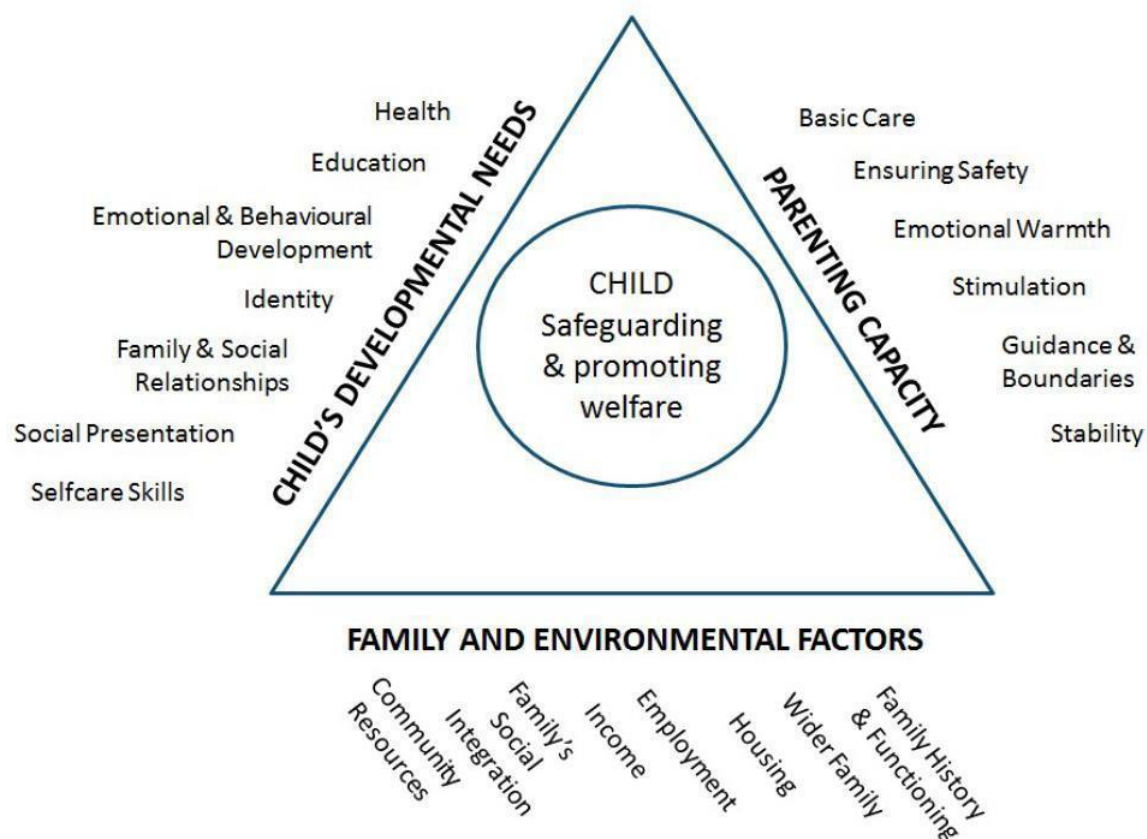 Health
Education
Emotional & Behavioural
Development
Identity
Family & Social
Relationships
Social Presentation
Selfcare Skills
CHILD'S DEVELOPMENTAL NEEDS
CHILD
Safeguarding
& promoting
welfare
PARENTING CAPACITY
Basic Care
Ensuring Safety
Emotional Warmth
Stimulation
Guidance &
Boundaries
Stability
FAMILY AND ENVIRONMENTAL FACTORS
Community
Resources
Family's
Social
Integration
Income
Employment
Housing
Wider Family
Family History
& Functioning